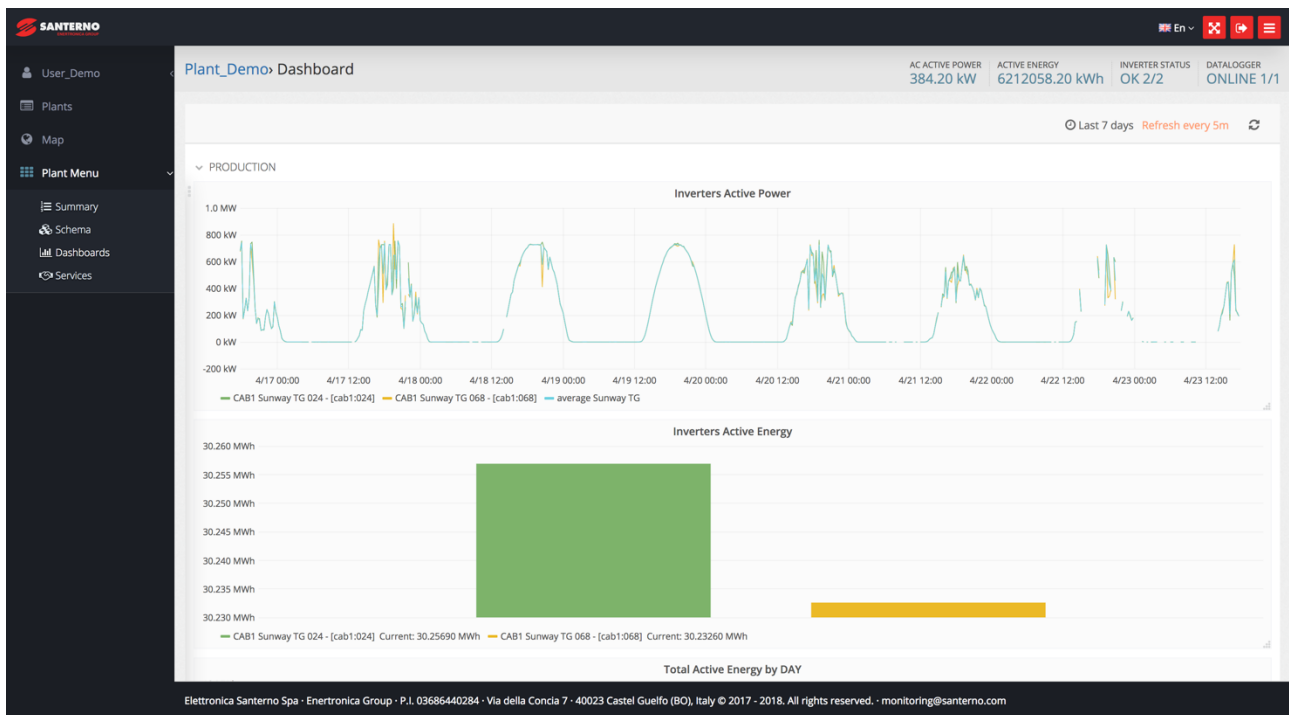 SANTERNO
En
User_Demo
Plants
Map
Plant Menu
Summary
Schema
Dashboards
Services
Plant_Demo› Dashboard
AC ACTIVE POWER
384.20 kW
ACTIVE ENERGY
6212058.20 kWh
INVERTER STATUS
OK 2/2
DATALOGGER
ONLINE 1/1
Last 7 days Refresh every 5m
PRODUCTION
Inverters Active Power
1.0 MW
800 kW
600 kW
400 kW
200 kW
0 kW
-200 kW
4/17 00:00 4/17 12:00 4/18 00:00 4/18 12:00 4/19 00:00 4/19 12:00 4/20 00:00 4/20 12:00 4/21 00:00 4/21 12:00 4/22 00:00 4/22 12:00 4/23 00:00 4/23 12:00
CAB1 Sunway TG 024 - [cab1:024] CAB1 Sunway TG 068 - [cab1:068] average Sunway TG
Inverters Active Energy
30.260 MWh
30.255 MWh
30.250 MWh
30.245 MWh
30.240 MWh
30.235 MWh
30.230 MWh
CAB1 Sunway TG 024 - [cab1:024] Current: 30.25690 MWh CAB1 Sunway TG 068 - [cab1:068] Current: 30.23260 MWh
Total Active Energy by DAY
Elettronica Santerno Spa · Enertronica Group · P.I. 03686440284 · Via della Concia 7 · 40023 Castel Guelfo (BO), Italy © 2017 - 2018. All rights reserved. · monitoring@santerno.com